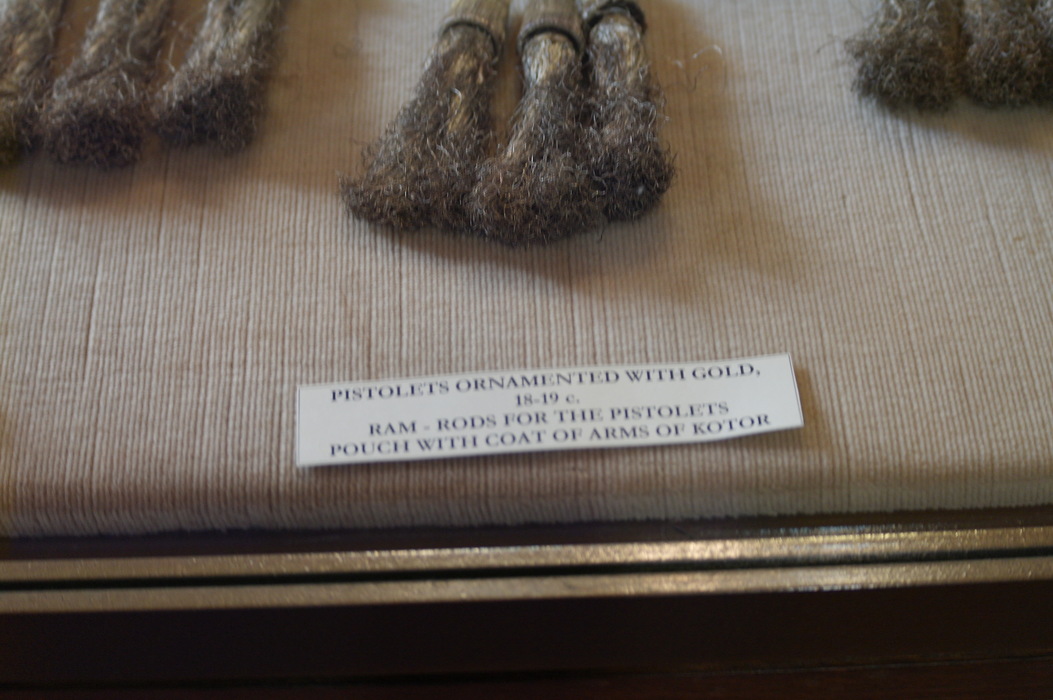 PISTOLETS ORNAMENTED WITH GOLD,
18-19 c.
RAM - RODS FOR THE PISTOLETS
POUCH WITH COAT OF ARMS OF KOTOR